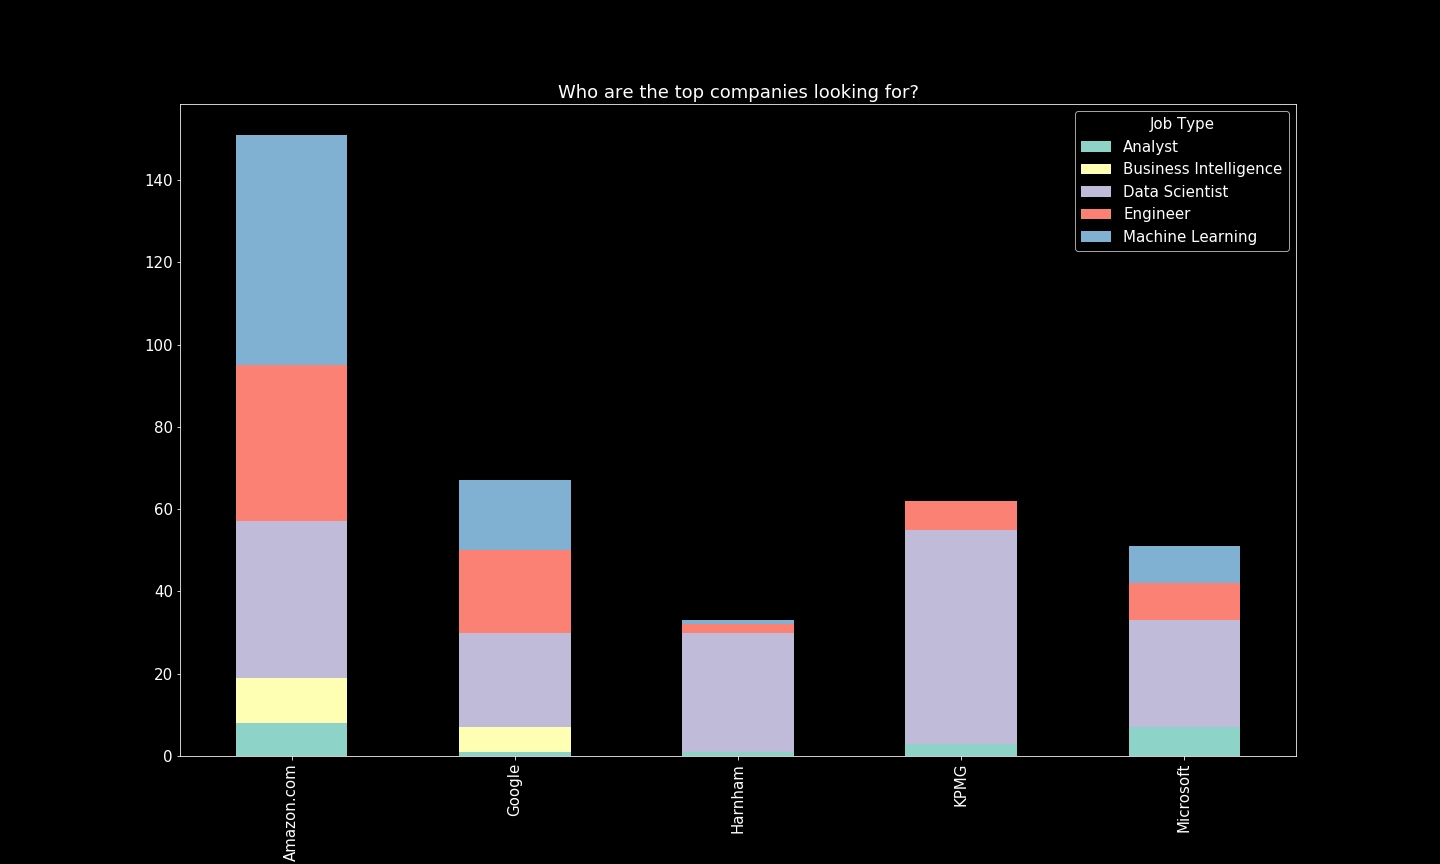 Who are the top companies looking for?
Job Type
Analyst
Business Intelligence
Data Scientist
Engineer
Machine Learning
140
120
100
80
60
40
20
0
Amazon.com
Google
Harnham
KPMG
Microsoft